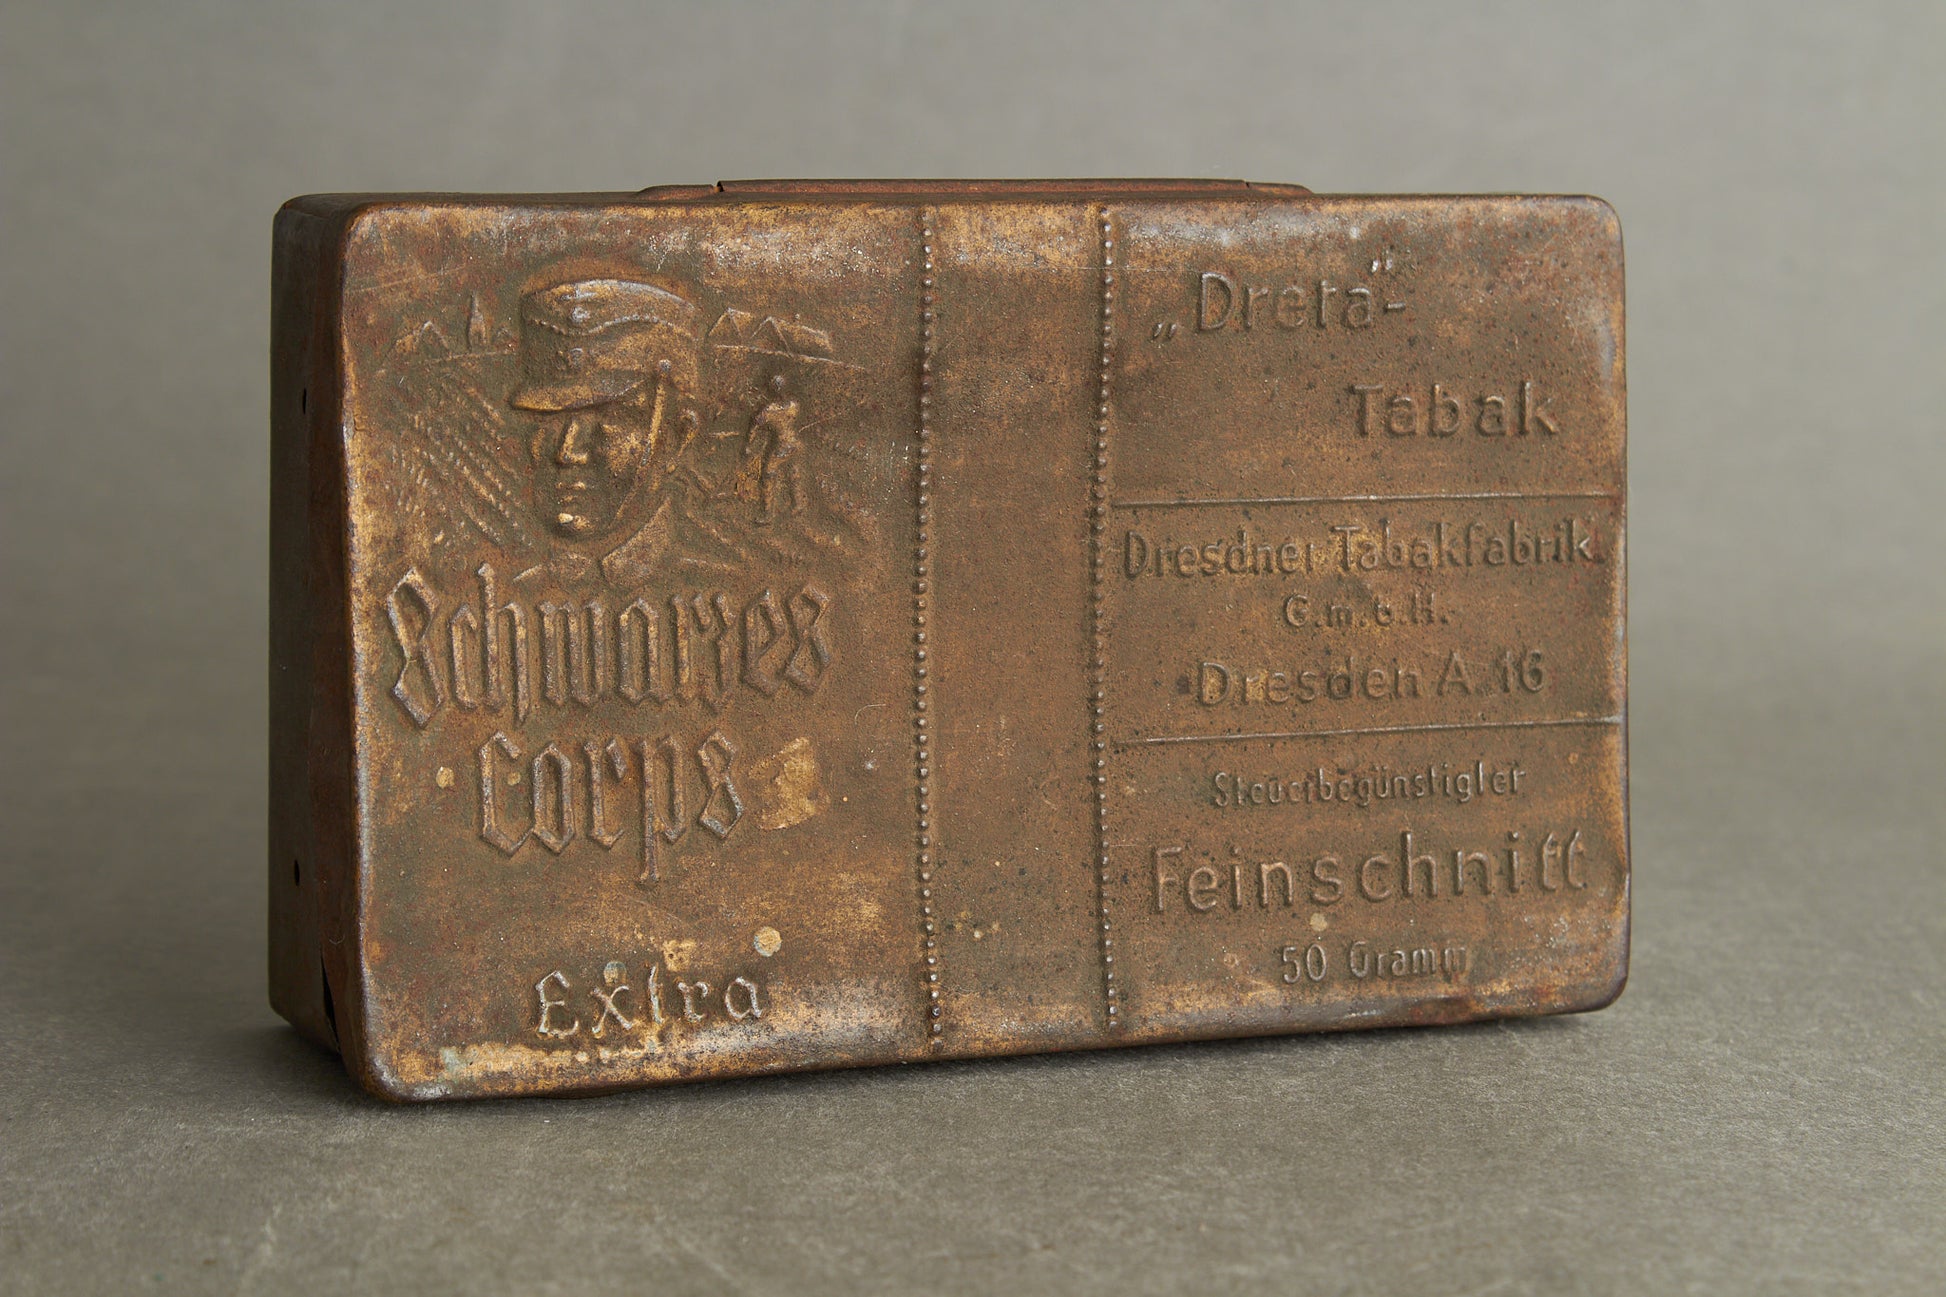 Schwarzes
Corps
Extra
„Dreta“-
Tabak
Dresdner Tabakfabrik
G.m.b.H.
Dresden A. 16
Steuerbegünstigter
Feinschnitt
50 Gramm